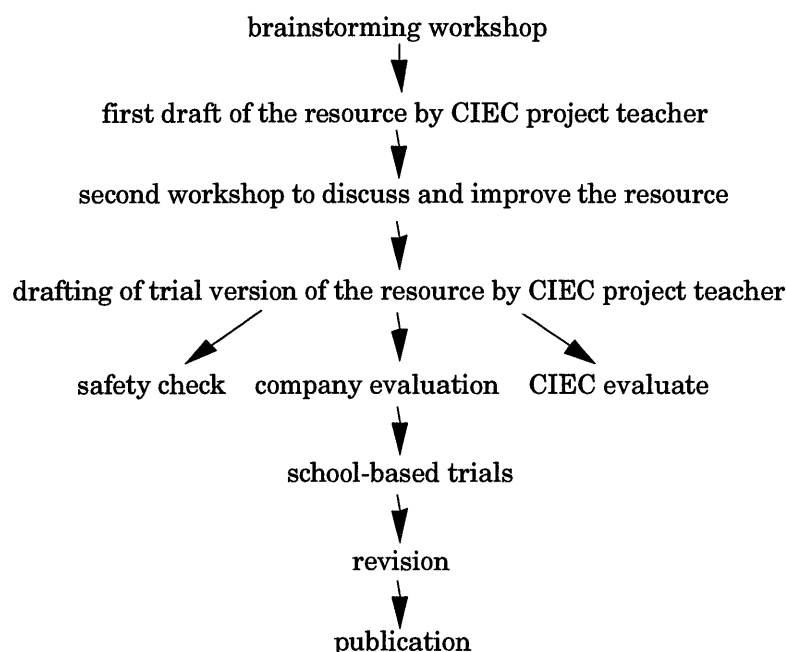 brainstorming workshop
first draft of the resource by CIEC project teacher
second workshop to discuss and improve the resource
drafting of trial version of the resource by CIEC project teacher
safety check company evaluation CIEC evaluate
school-based trials
revision
publication